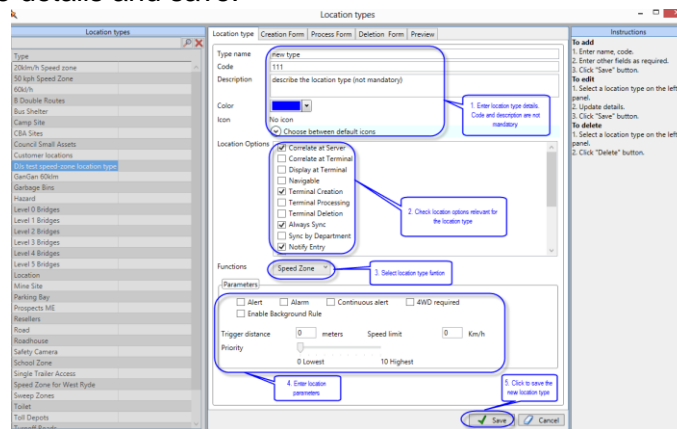 details and save.
Location types
Location types
Type
20klm/h Speed zone
50 kph Speed Zone
60kl/h
B Double Routes
Bus Shelter
Camp Site
CBA Sites
Council Small Assets
Customer locations
DJs test speed-zone location type
GanGan 60klm
Garbage Bins
Hazard
Level 0 Bridges
Level 1 Bridges
Level 2 Bridges
Level 3 Bridges
Level 4 Bridges
Level 5 Bridges
Location
Mine Site
Parking Bay
Prospects ME
Resellers
Road
Roadhouse
Safety Camera
School Zone
Single Trailer Access
Speed Zone for West Ryde
Sweep Zones
Toilet
Toll Depots
Turnoff Roads
Location type Creation Form Process Form Deletion Form Preview
Type name new type
Code 111
Description describe the location type (not mandatory)
Color
Icon No icon
Choose between default icons
1. Enter location type details.
Code and description are not
mandatory
Location Options Correlate at Server
Correlate at Terminal
Display at Terminal
Navigable
Terminal Creation
Terminal Processing
Terminal Deletion
Always Sync
Sync by Department
Notify Entry
2. Check location options relevant for
the location type
Functions Speed Zone
3. Select location type funtion
Parameters
Alert Alarm Continuous alert 4WD required
Enable Background Rule
Trigger distance 0 meters Speed limit 0 Km/h
Priority
0 Lowest 10 Highest
4. Enter location
parameters
5. Click to save the
new location type
Save Cancel
Instructions
To add
1. Enter name, code.
2. Enter other fields as required.
3. Click "Save" button.
To edit
1. Select a location type on the left
panel.
2. Update details.
3. Click "Save" button.
To delete
1. Select a location type on the left
panel.
2. Click "Delete" button.